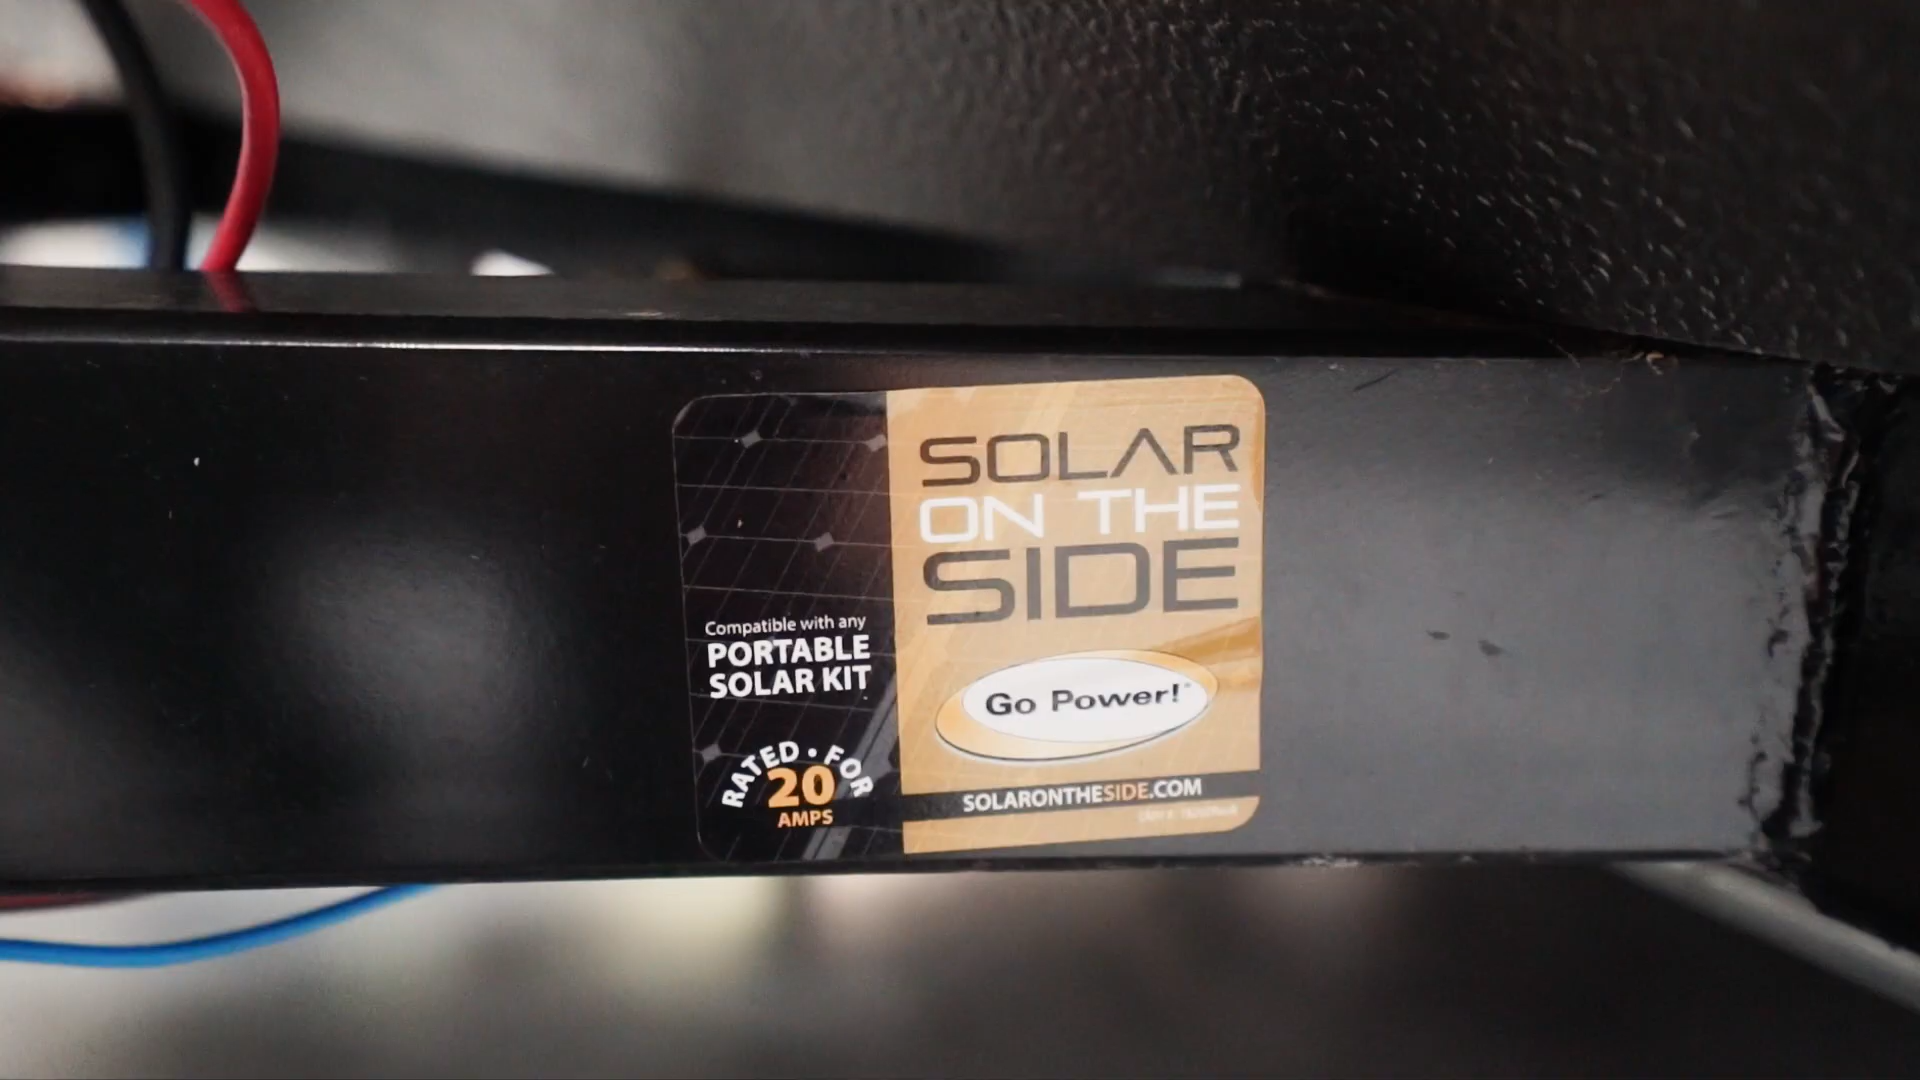 SOLAR
ON THE
SIDE
Compatible with any
PORTABLE
SOLAR KIT
Go Power!
RATED • FOR
20
AMPS
SOLARONTHESIDE.COM